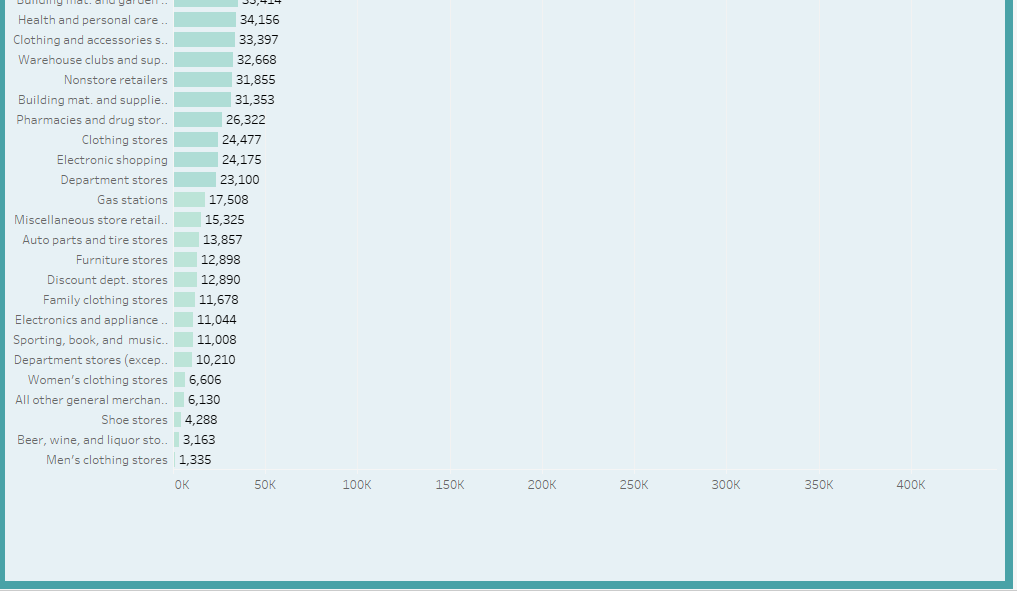 Building mat. and garden .. 35,414
Health and personal care .. 34,156
Clothing and accessories s.. 33,397
Warehouse clubs and sup.. 32,668
Nonstore retailers 31,855
Building mat. and supplie.. 31,353
Pharmacies and drug stor.. 26,322
Clothing stores 24,477
Electronic shopping 24,175
Department stores 23,100
Gas stations 17,508
Miscellaneous store retail.. 15,325
Auto parts and tire stores 13,857
Furniture stores 12,898
Discount dept. stores 12,890
Family clothing stores 11,678
Electronics and appliance .. 11,044
Sporting, book, and music.. 11,008
Department stores (excep.. 10,210
Women's clothing stores 6,606
All other general merchan.. 6,130
Shoe stores 4,288
Beer, wine, and liquor sto.. 3,163
Men's clothing stores 1,335
0K 50K 100K 150K 200K 250K 300K 350K 400K